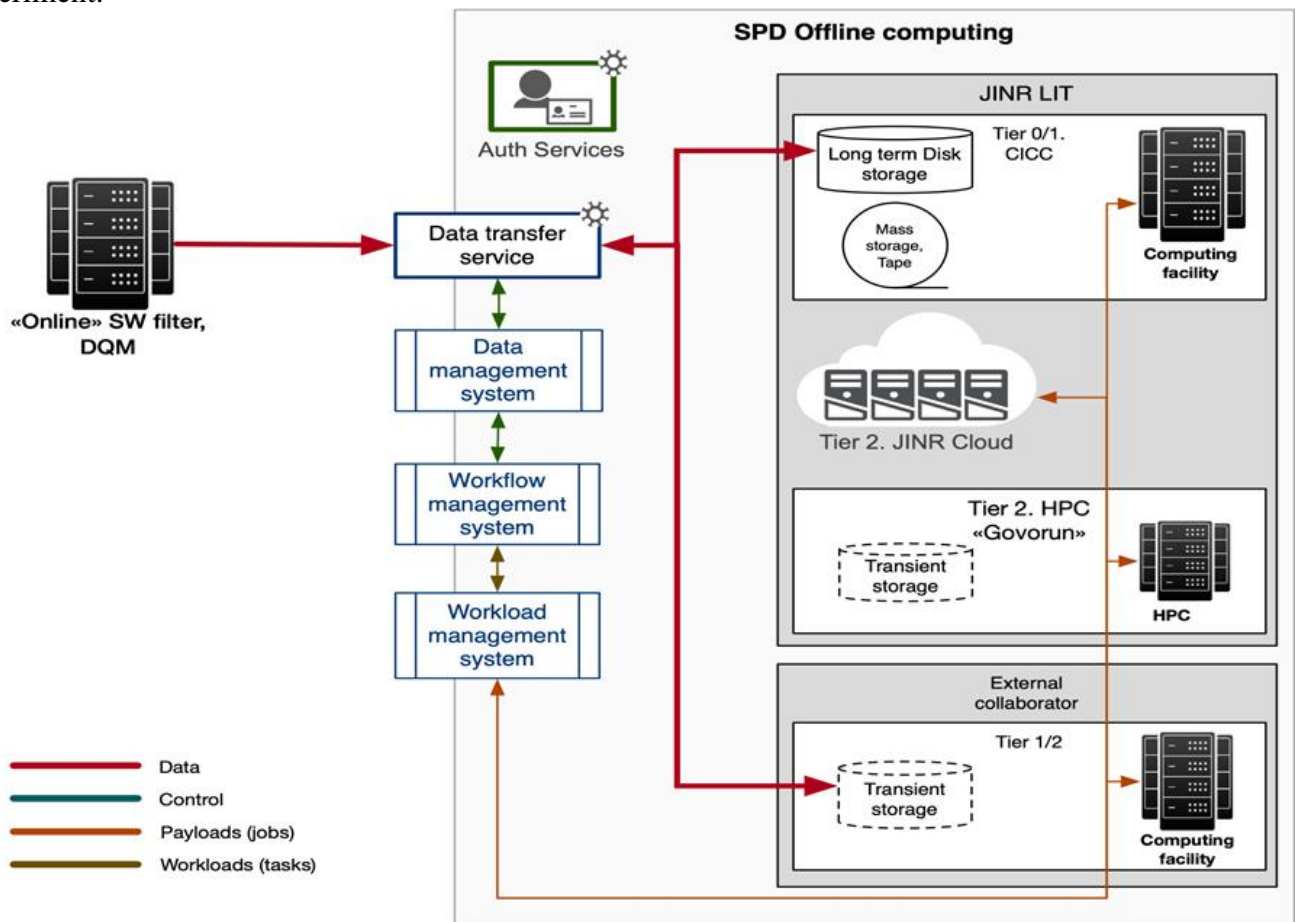 SPD Offline computing
Auth Services
«Online» SW filter,
DQM
Data transfer
service
Data
management
system
Workflow
management
system
Workload
management
system
JINR LIT
Tier 0/1.
CICC
Long term Disk
storage
Mass
storage,
Tape
Computing
facility
Tier 2. JINR Cloud
Tier 2. HPC
«Govorun»
Transient
storage
HPC
External
collaborator
Tier 1/2
Transient
storage
Computing
facility
Data
Control
Payloads (jobs)
Workloads (tasks)